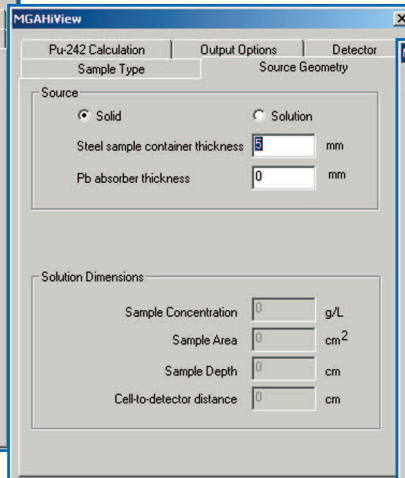 MGAHiView
Pu-242 Calculation Output Options Detector
Sample Type Source Geometry
Source
Solid Solution
Steel sample container thickness 5 mm
Pb absorber thickness 0 mm
Solution Dimensions
Sample Concentration 0 g/L
Sample Area 0 cm2
Sample Depth 0 cm
Cell-to-detector distance 0 cm